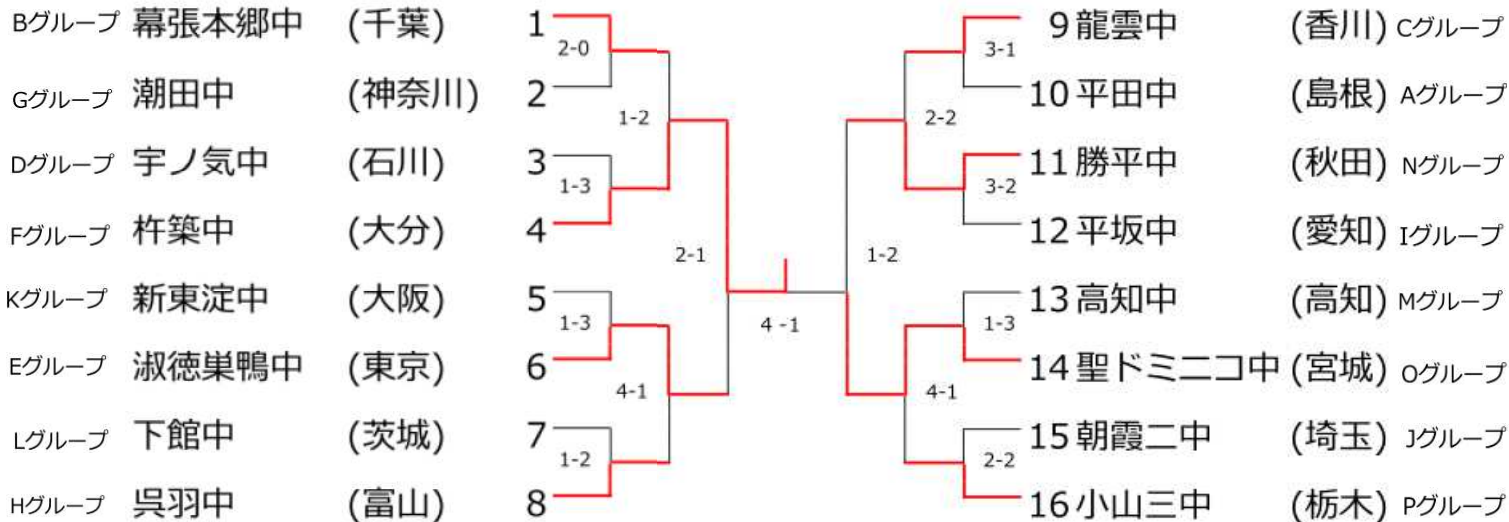 Bグループ 幕張本郷中 (千葉) 1
2-0
Gグループ 潮田中 (神奈川) 2
1-2
Dグループ 宇ノ気中 (石川) 3
1-3
Fグループ 杵築中 (大分) 4
2-1
Kグループ 新東淀中 (大阪) 5
1-3
Eグループ 淑徳巣鴨中 (東京) 6
4-1
Lグループ 下館中 (茨城) 7
1-2
Hグループ 呉羽中 (富山) 8
4 -1
9 龍雲中 (香川) Cグループ
3-1
10 平田中 (島根) Aグループ
2-2
11 勝平中 (秋田) Nグループ
3-2
12 平坂中 (愛知) Iグループ
1-2
13 高知中 (高知) Mグループ
1-3
14 聖ドミニコ中 (宮城) Oグループ
4-1
15 朝霞二中 (埼玉) Jグループ
2-2
16 小山三中 (栃木) Pグループ